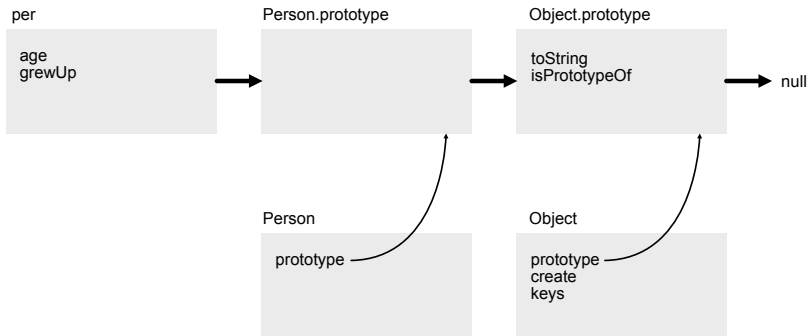 per
age
grewUp
Person.prototype
Object.prototype
toString
isPrototypeOf
null
Person
prototype
Object
prototype
create
keys